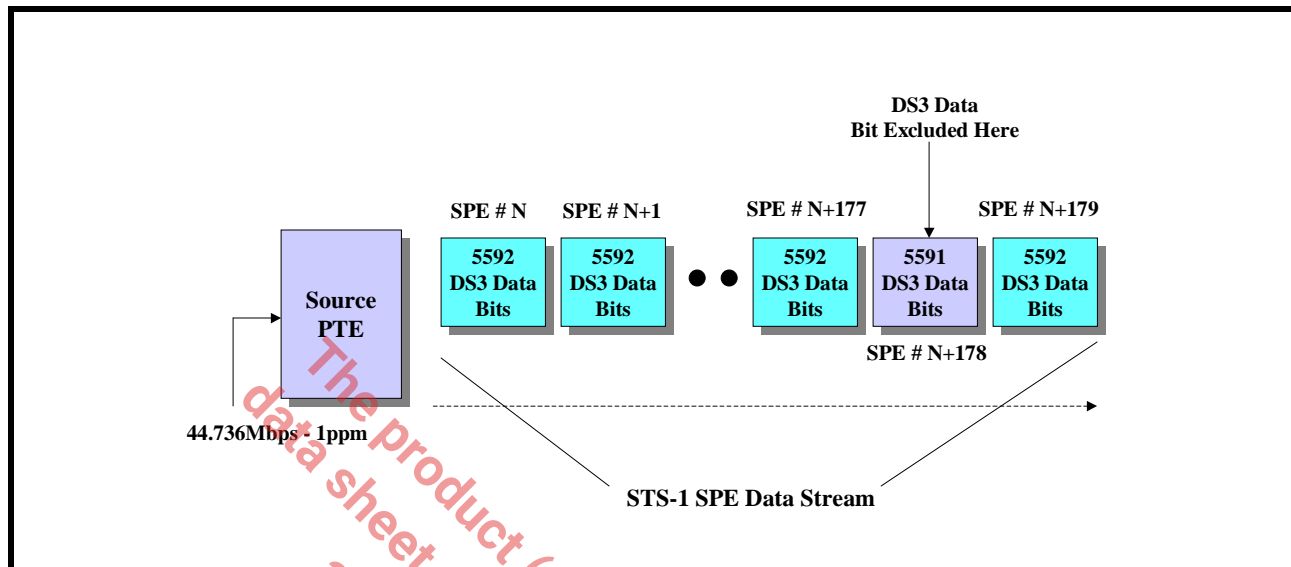 DS3 Data
Bit Excluded Here
SPE # N
SPE # N+1
SPE # N+177
SPE # N+179
Source
PTE
5592
DS3 Data
Bits
5592
DS3 Data
Bits
5592
DS3 Data
Bits
5591
DS3 Data
Bits
5592
DS3 Data
Bits
SPE # N+178
44.736Mbps - 1ppm
STS-1 SPE Data Stream
The product (
data sheet